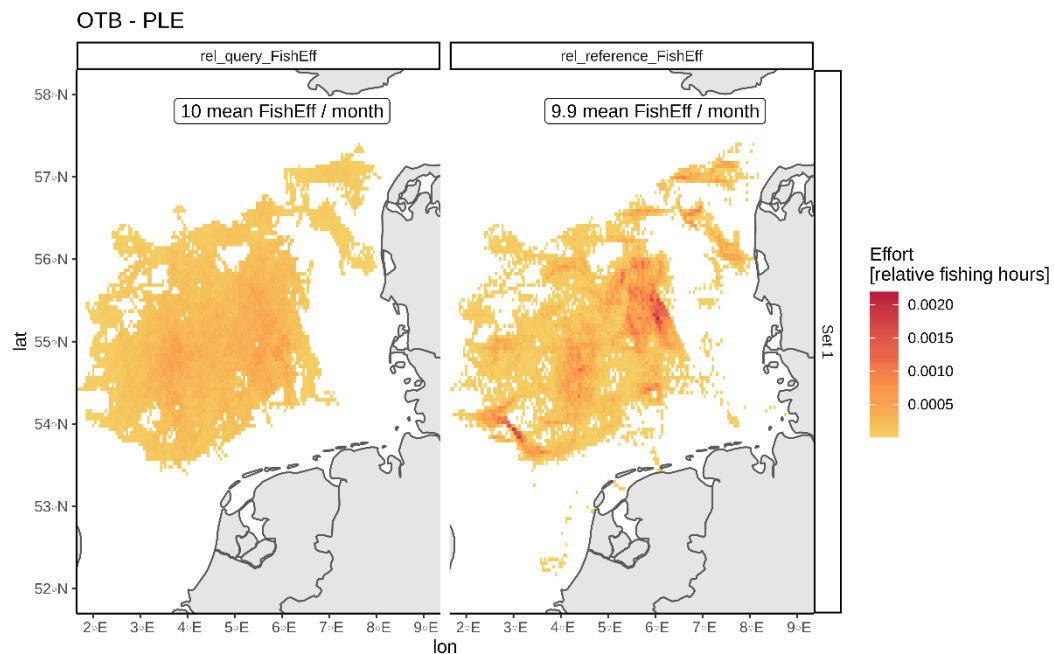 OTB - PLE
rel_query_FishEff
rel_reference_FishEff
10 mean FishEff / month
9.9 mean FishEff / month
58°N
57°N
56°N
55°N
54°N
53°N
52°N
lat
Set 1
Effort
[relative fishing hours]
0.0020
0.0015
0.0010
0.0005
2°E 3°E 4°E 5°E 6°E 7°E 8°E 9°E
2°E 3°E 4°E 5°E 6°E 7°E 8°E 9°E
lon